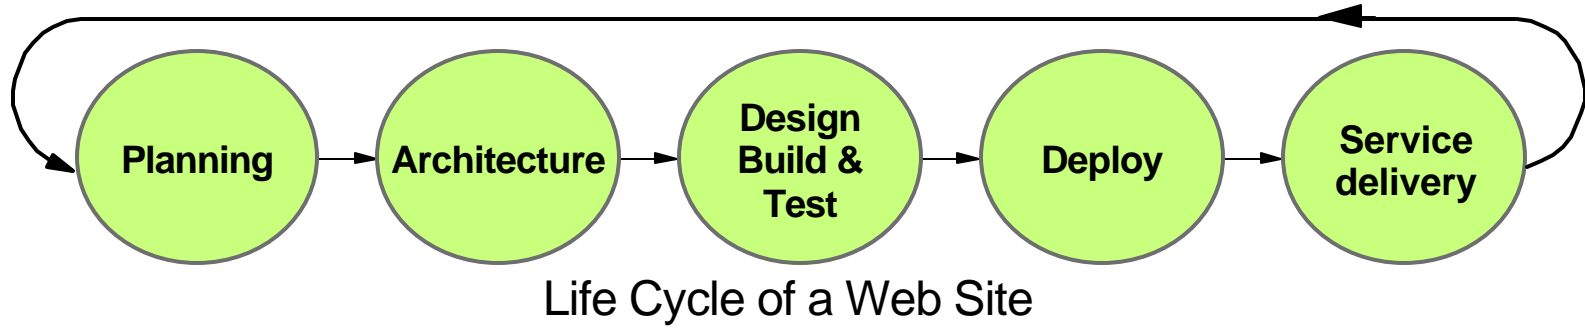 Planning
Architecture
Design
Build &
Test
Deploy
Service
delivery
Life Cycle of a Web Site